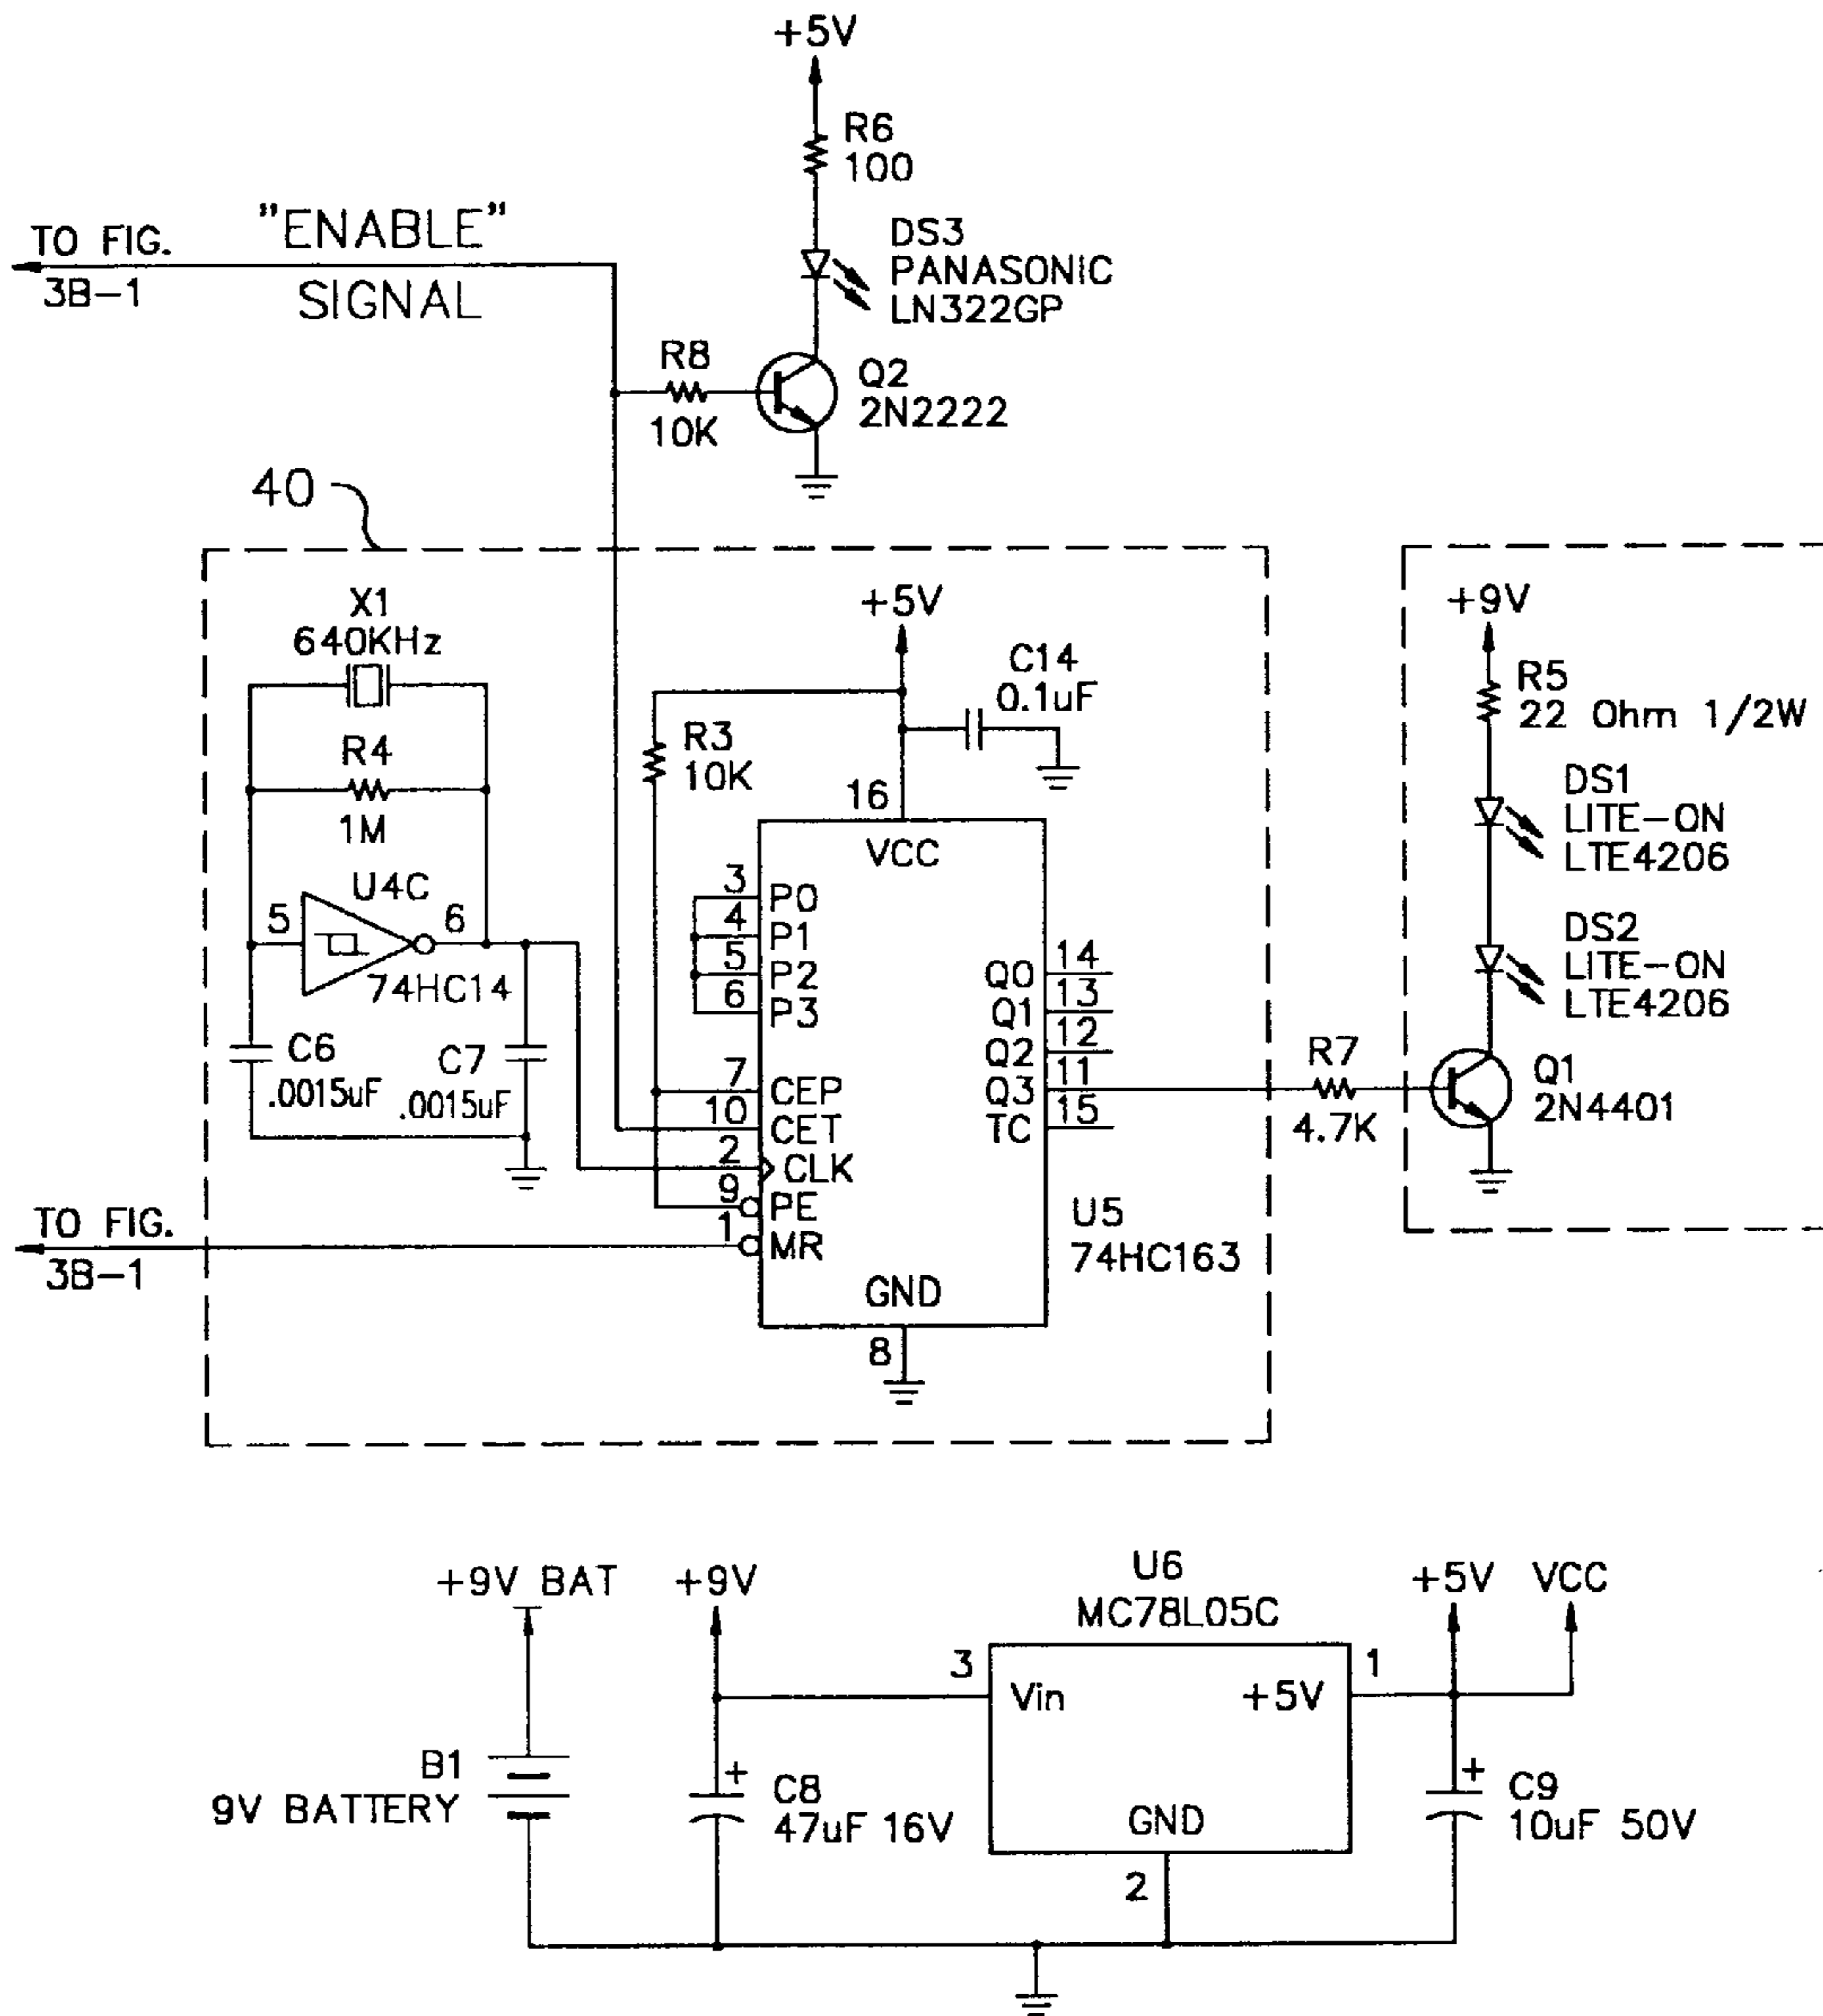 +5V
R6
100
"ENABLE"
SIGNAL
TO FIG.
3B-1
DS3
PANASONIC
LN322GP
R8
10K
Q2
2N2222
40
X1
640KHz
R4
1M
U4C
5
6
74HC14
C6
.0015uF
C7
.0015uF
+5V
C14
0.1uF
R3
10K
16
VCC
3
P0
4
P1
5
P2
6
P3
7
CEP
10
CET
2
CLK
9
PE
1
MR
Q0
14
Q1
13
Q2
12
Q3
11
TC
15
GND
8
U5
74HC163
TO FIG.
3B-1
R7
4.7K
+9V
R5
22 Ohm 1/2W
DS1
LITE-ON
LTE4206
DS2
LITE-ON
LTE4206
Q1
2N4401
+9V BAT
B1
9V BATTERY
+9V
+
C8
47uF 16V
U6
MC78L05C
3
Vin
+5V
1
GND
2
+5V
VCC
+
C9
10uF 50V